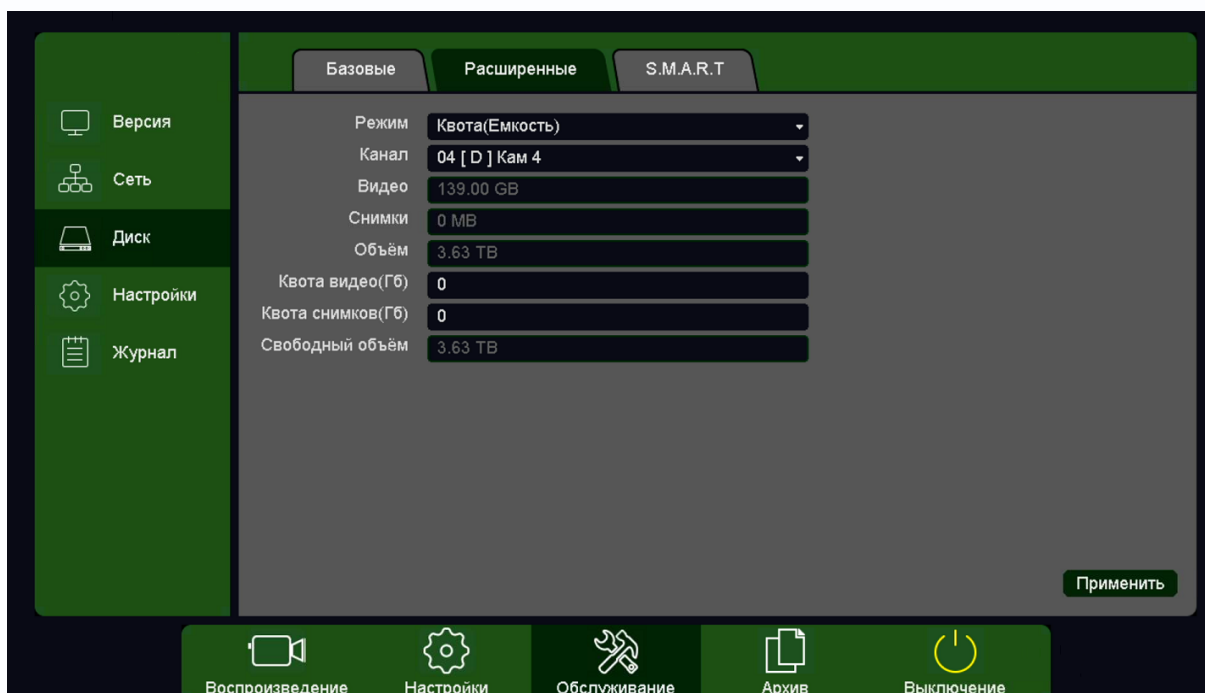 Базовые Расширенные S.M.A.R.T
Версия
Сеть
Диск
Настройки
Журнал
Режим Квота(Емкость)
Канал 04 [ D ] Кам 4
Видео 139.00 GB
Снимки 0 MB
Объём 3.63 TB
Квота видео(Гб) 0
Квота снимков(Гб) 0
Свободный объём 3.63 TB
Применить
Воспроизведение Настройки Обслуживание Архив Выключение